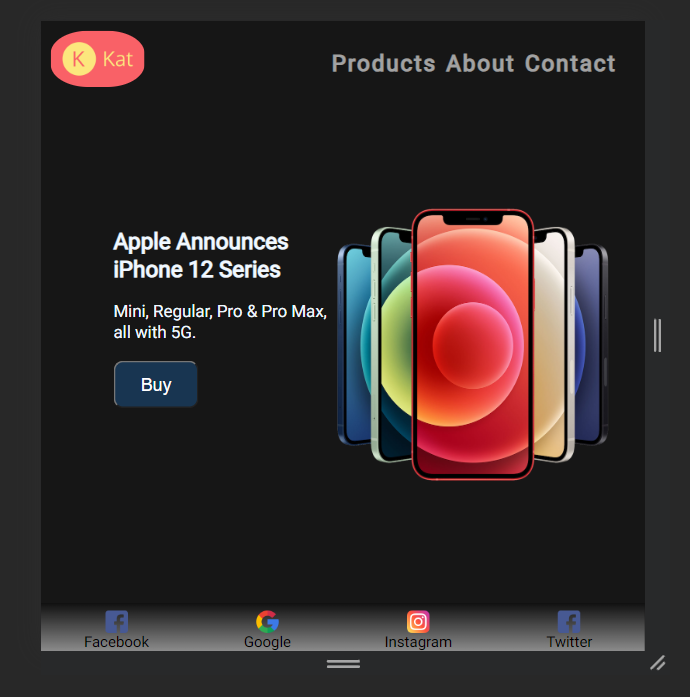 K Kat
Products About Contact
Apple Announces
iPhone 12 Series
Mini, Regular, Pro & Pro Max,
all with 5G.
Buy
Facebook Google Instagram Twitter